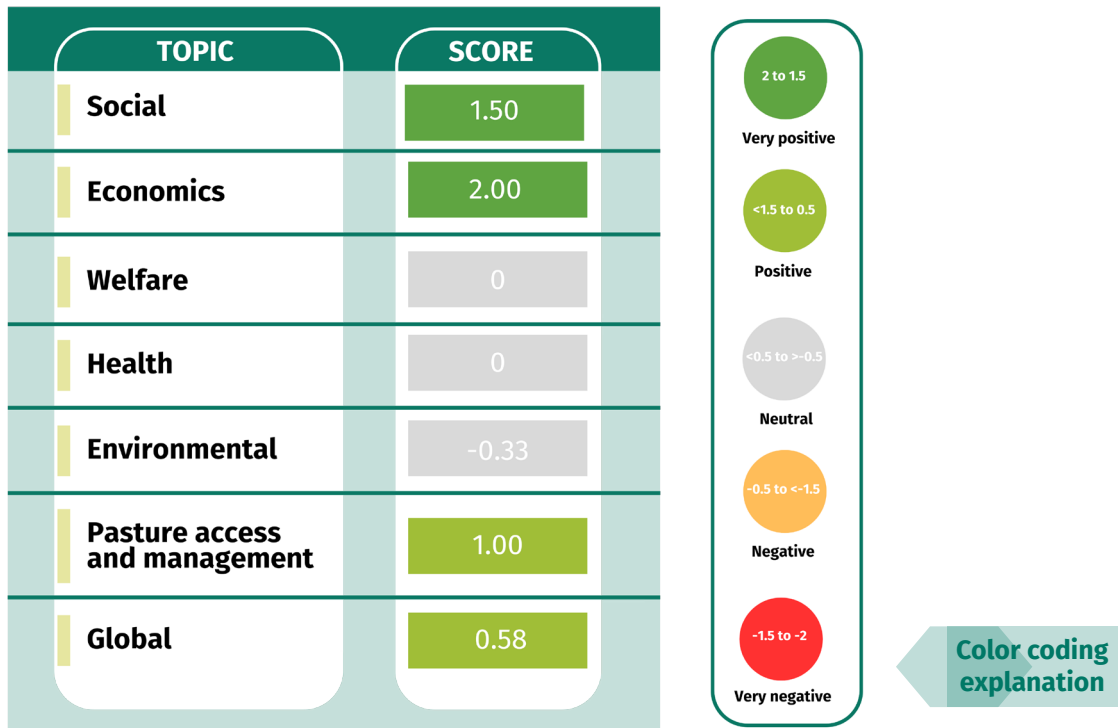 TOPIC SCORE
Social 1.50
Economics 2.00
Welfare 0
Health 0
Environmental -0.33
Pasture access
and management 1.00
Global 0.58
2 to 1.5
Very positive
<1.5 to 0.5
Positive
<0.5 to >-0.5
Neutral
-0.5 to <-1.5
Negative
-1.5 to -2
Very negative
Color coding
explanation